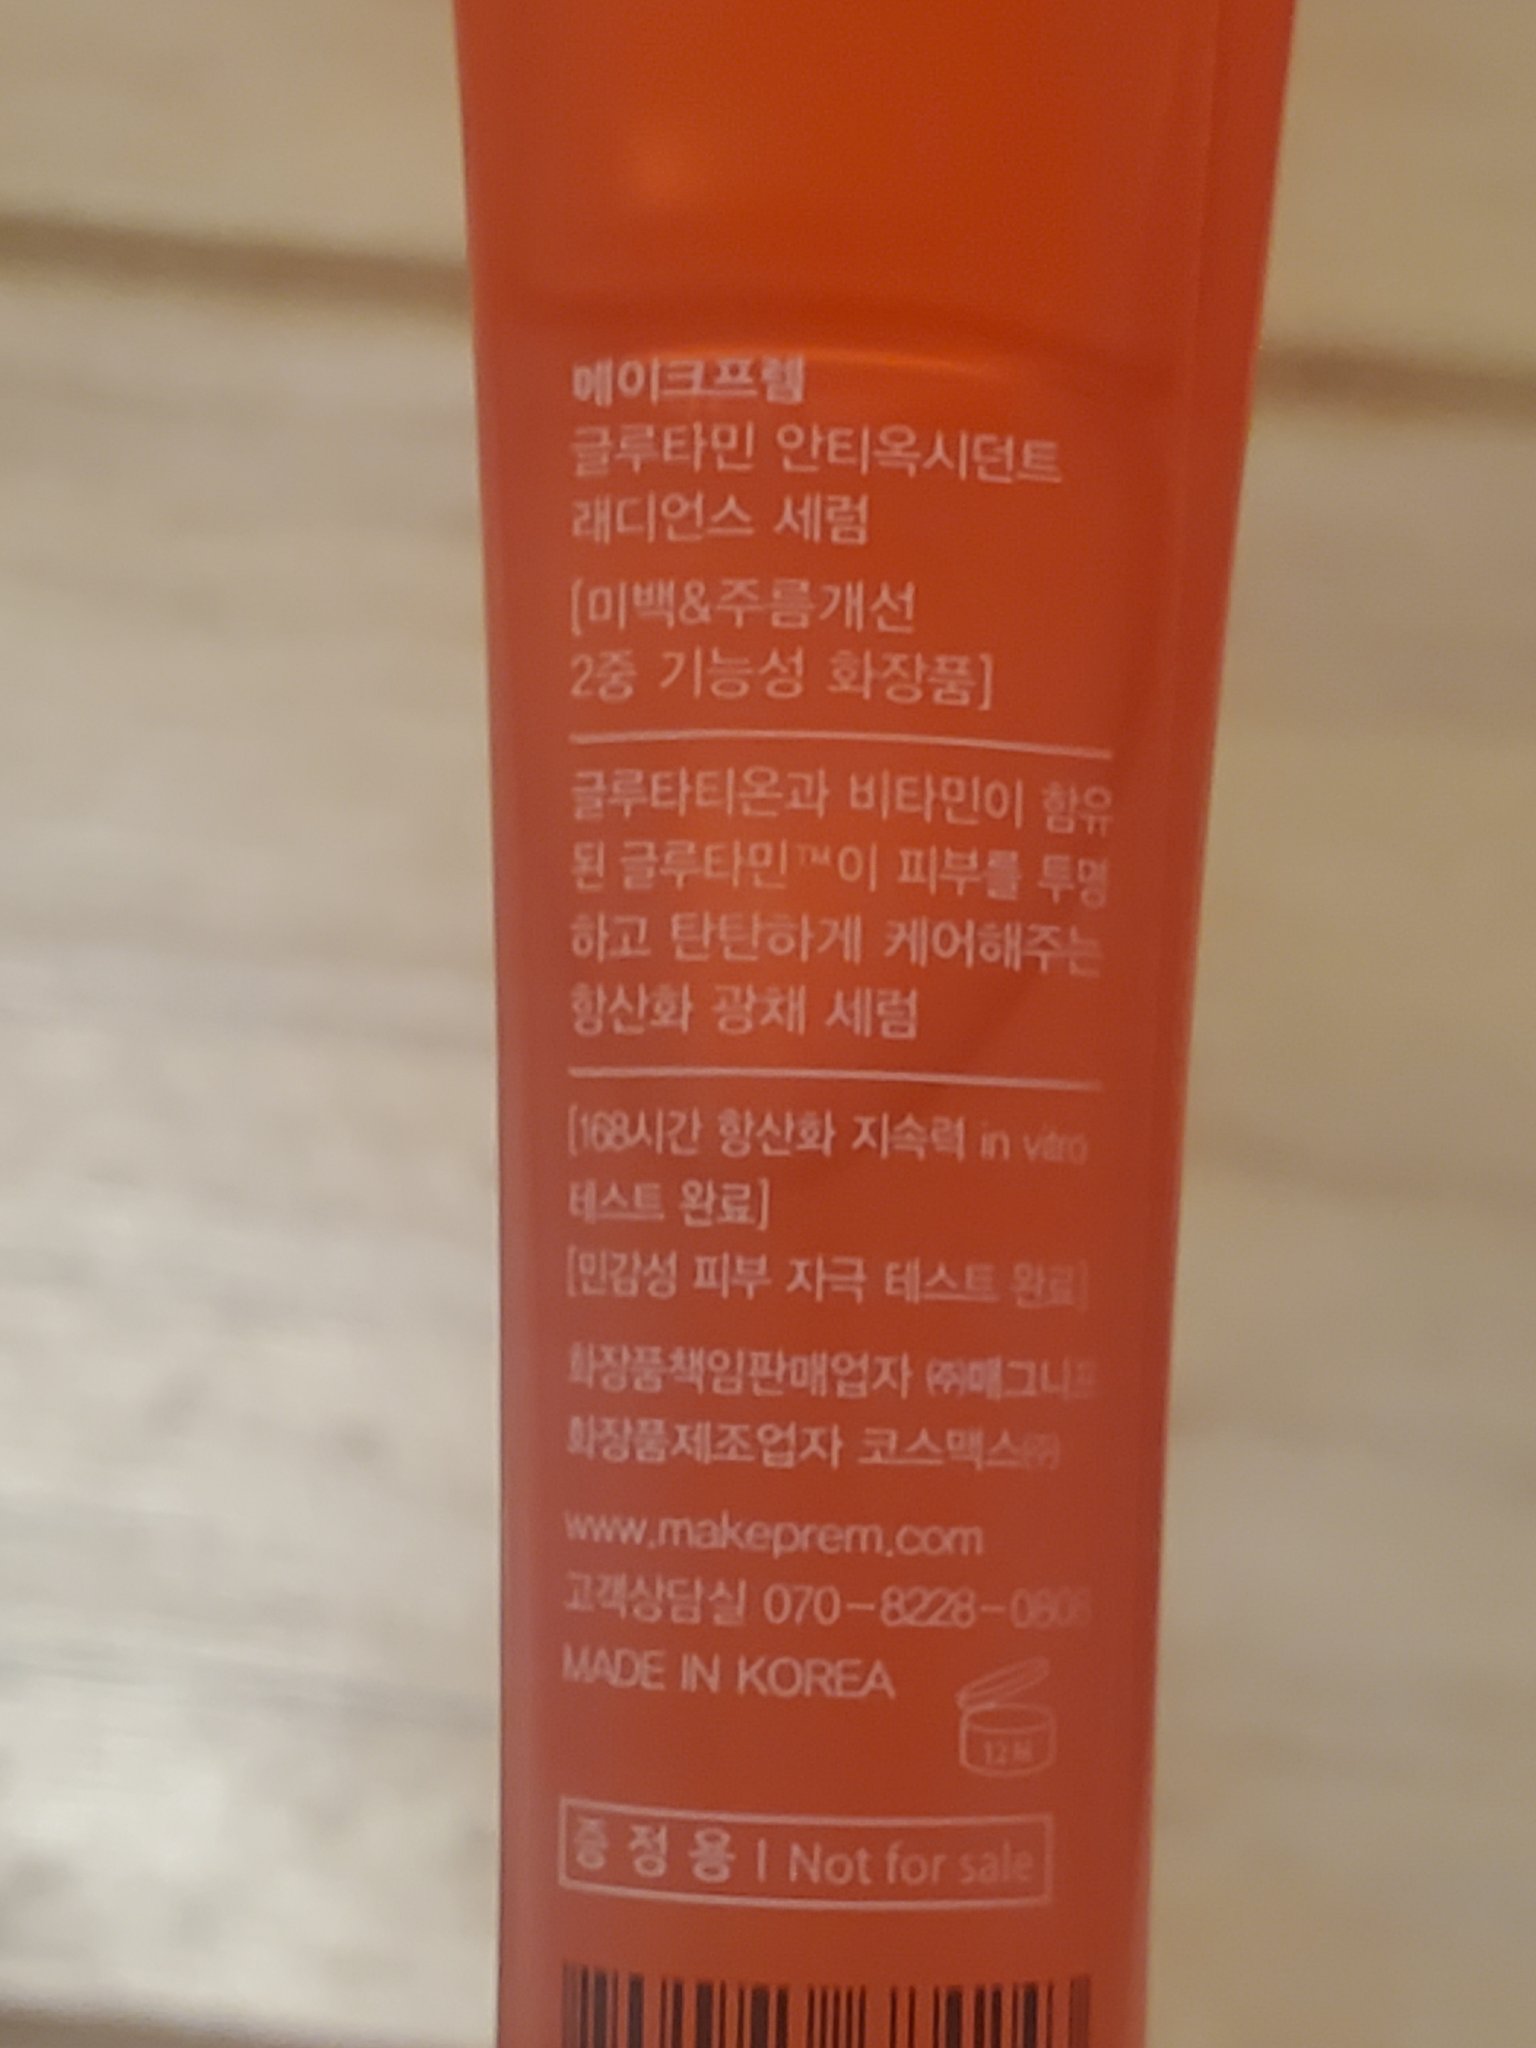 메이크프렘
글루타민 안티옥시던트
래디언스 세럼
[미백&주름개선
2중 기능성 화장품]
글루타티온과 비타민이 함유
된 글루타민™이 피부를 투명
하고 탄탄하게 케어해주는
항산화 광채 세럼
[168시간 항산화 지속력 in vitro
테스트 완료]
[민감성 피부 자극 테스트 완료]
화장품책임판매업자 ㈜매그니프
화장품제조업자 코스맥스㈜
www.makeprem.com
고객상담실
MADE IN KOREA
12M
증정용 | Not for sale